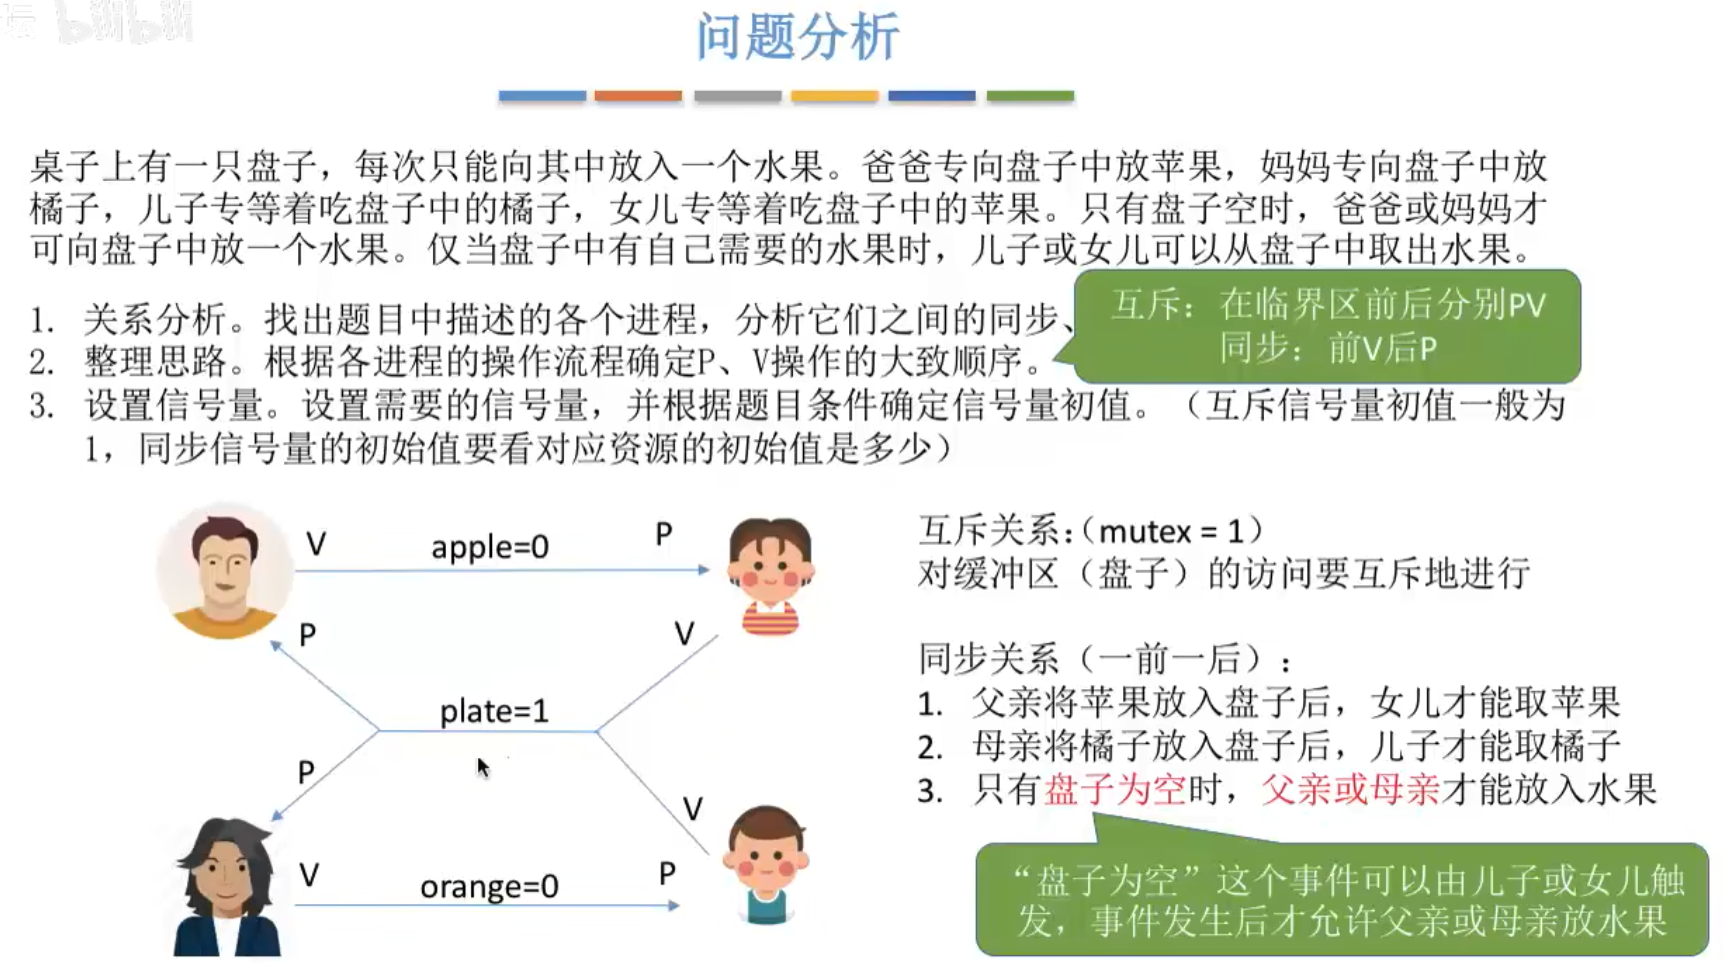 bilibili
问题分析
桌子上有一只盘子，每次只能向其中放入一个水果。爸爸专向盘子中放苹果，妈妈专向盘子中放
橘子，儿子专等着吃盘子中的橘子，女儿专等着吃盘子中的苹果。只有盘子空时，爸爸或妈妈才
可向盘子中放一个水果。仅当盘子中有自己需要的水果时，儿子或女儿可以从盘子中取出水果。
1. 关系分析。找出题目中描述的各个进程，分析它们之间的同步、
互斥：在临界区前后分别PV
同步：前V后P
2. 整理思路。根据各进程的操作流程确定P、V操作的大致顺序。
3. 设置信号量。设置需要的信号量，并根据题目条件确定信号量初值。（互斥信号量初值一般为
1，同步信号量的初始值要看对应资源的初始值是多少）
V apple=0 P
P V
plate=1
P V
V orange=0 P
互斥关系：（mutex = 1）
对缓冲区（盘子）的访问要互斥地进行
同步关系（一前一后）：
1. 父亲将苹果放入盘子后，女儿才能取苹果
2. 母亲将橘子放入盘子后，儿子才能取橘子
3. 只有盘子为空时，父亲或母亲才能放入水果
“盘子为空”这个事件可以由儿子或女儿触
发，事件发生后才允许父亲或母亲放水果